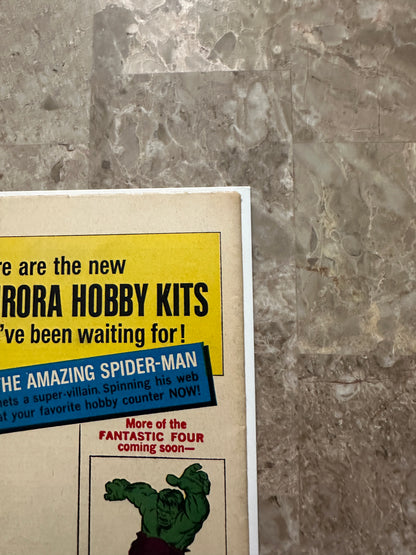 re are the new
RORA HOBBY KITS
've been waiting for!
THE AMAZING SPIDER-MAN
nets a super-villain. Spinning his web
at your favorite hobby counter NOW!
More of the
FANTASTIC FOUR
coming soon—